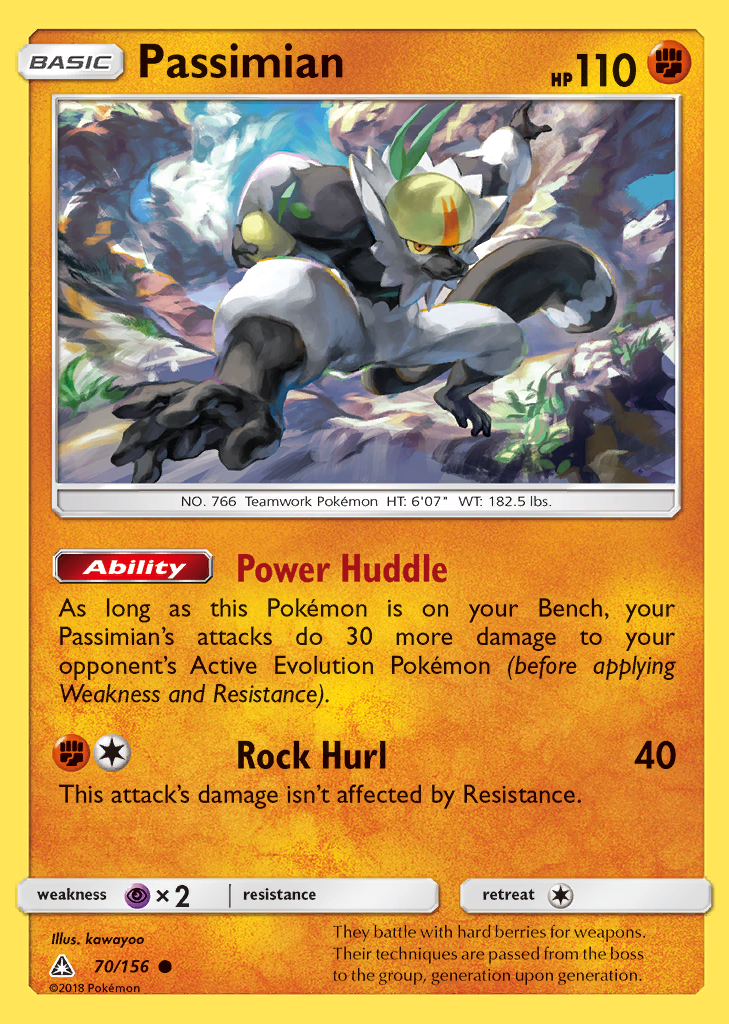 BASIC Passimian HP 110
NO. 766 Teamwork Pokémon HT: 6'07" WT: 182.5 lbs.
Ability Power Huddle
As long as this Pokémon is on your Bench, your
Passimian's attacks do 30 more damage to your
opponent's Active Evolution Pokémon (before applying
Weakness and Resistance).
Rock Hurl 40
This attack's damage isn't affected by Resistance.
weakness ×2 resistance retreat
Illus. kawayoo
70/156
©2018 Pokémon
They battle with hard berries for weapons.
Their techniques are passed from the boss
to the group, generation upon generation.